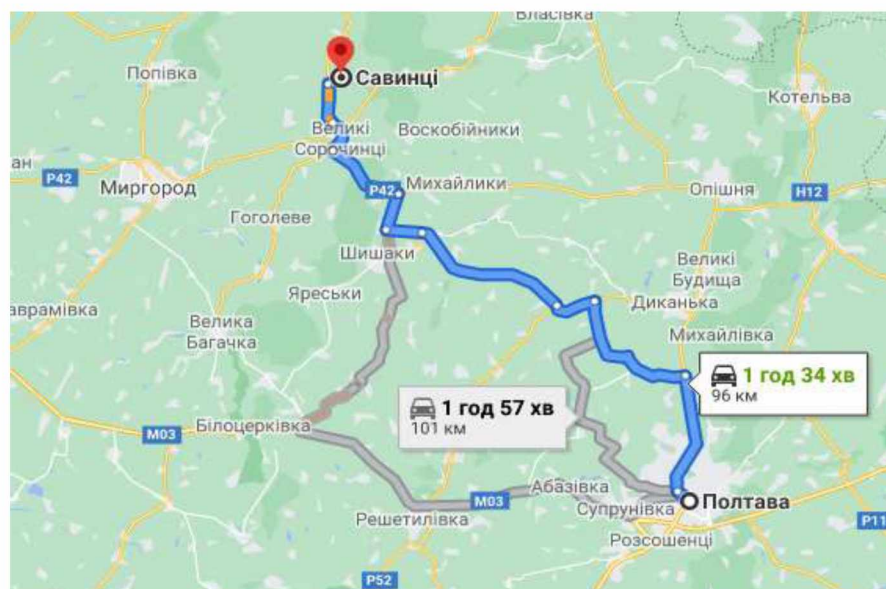 Власівка
Попівка
Савинці
Котельва
Великі
Сорочинці
Воскобійники
ан
P42
Миргород
P42
Михайлики
Опішня
H12
Гоголеве
Шишаки
Великі
Будища
Яреськи
Диканька
аврамівка
Велика
Багачка
Михайлівка
1 год 34 хв
96 км
1 год 57 хв
101 км
Білоцерківка
M03
Абазівка
M03
Полтава
Супрунівка
Решетилівка
P11
Розсошенці
P52